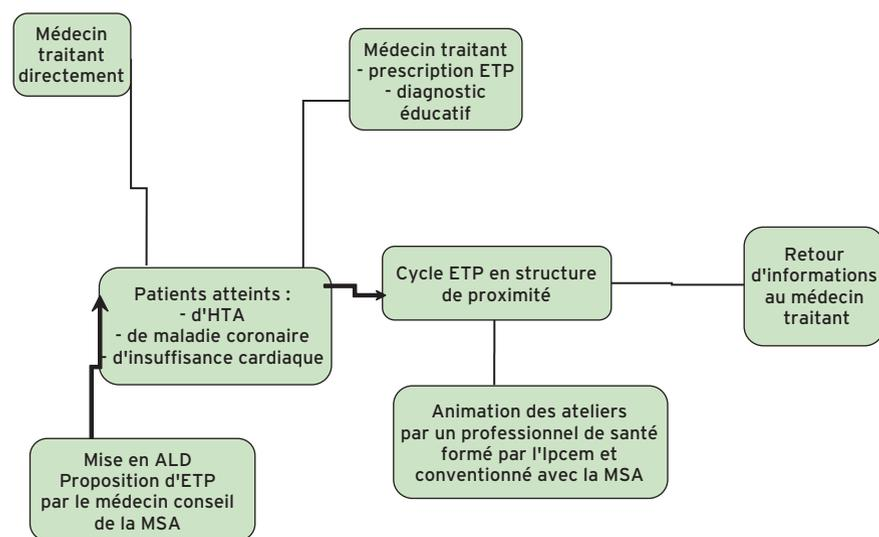 Médecin
traitant
directement
Médecin traitant
- prescription ETP
- diagnostic
éducatif
Patients atteints :
- d'HTA
- de maladie coronaire
- d'insuffisance cardiaque
Cycle ETP en structure
de proximité
Retour
d'informations
au médecin
traitant
Mise en ALD
Proposition d'ETP
par le médecin conseil
de la MSA
Animation des ateliers
par un professionnel de santé
formé par l'Ipcem et
conventionné avec la MSA